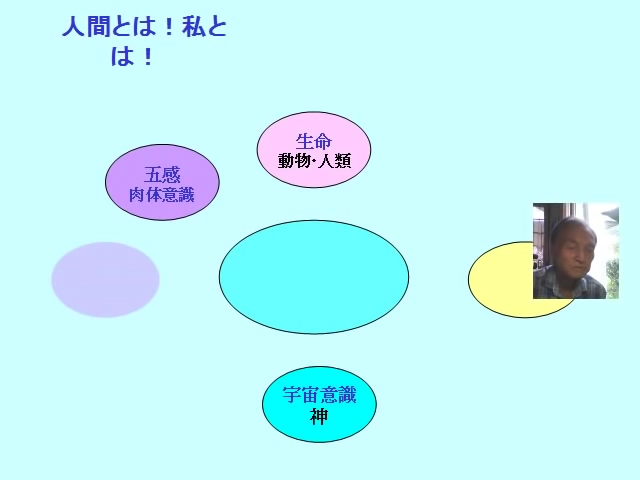 人間とは！私と
は！
生命
動物・人類
五感
肉体意識
宇宙意識
神